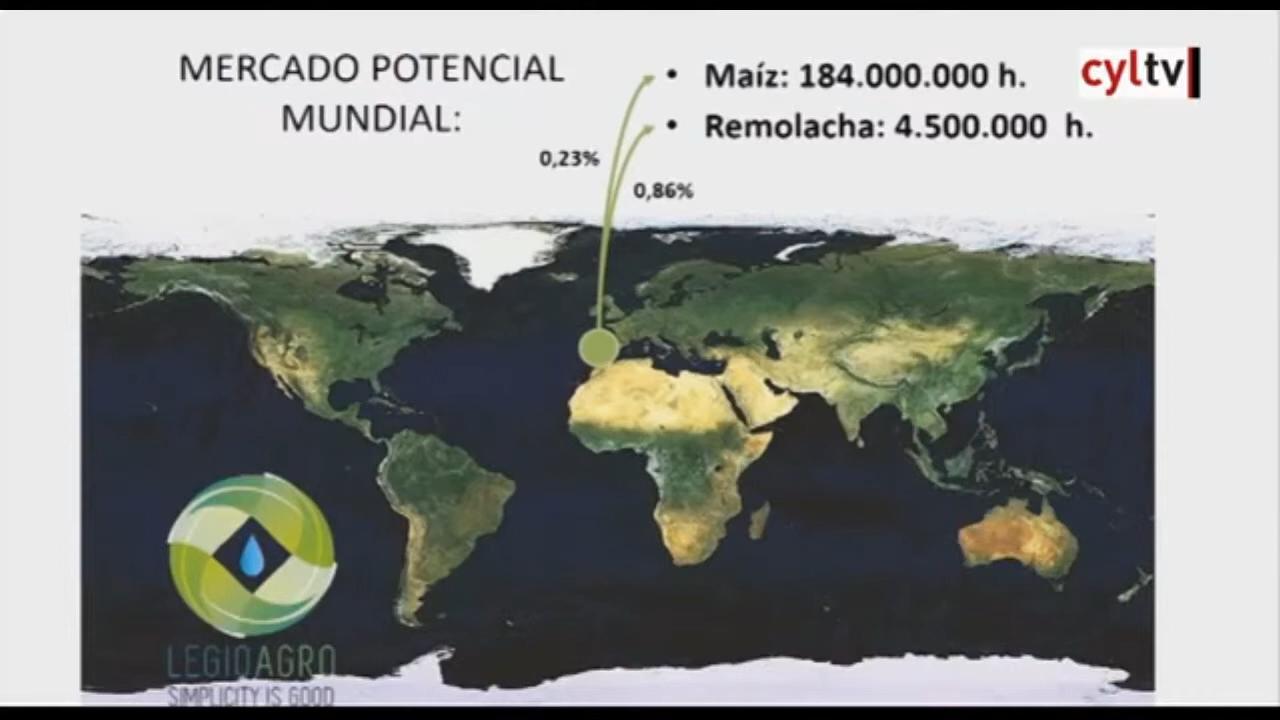 MERCADO POTENCIAL
MUNDIAL:
• Maíz: 184.000.000 h.
• Remolacha: 4.500.000 h.
cyltv
0,23%
0,86%
LEGIOAGRO
SIMPLICITY IS GOOD